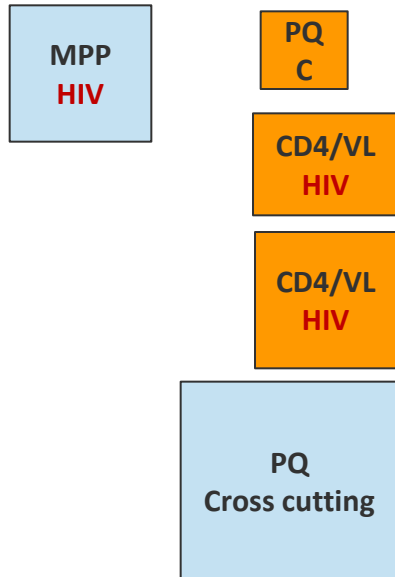 MPP
HIV
PQ
C
CD4/VL
HIV
CD4/VL
HIV
PQ
Cross cutting